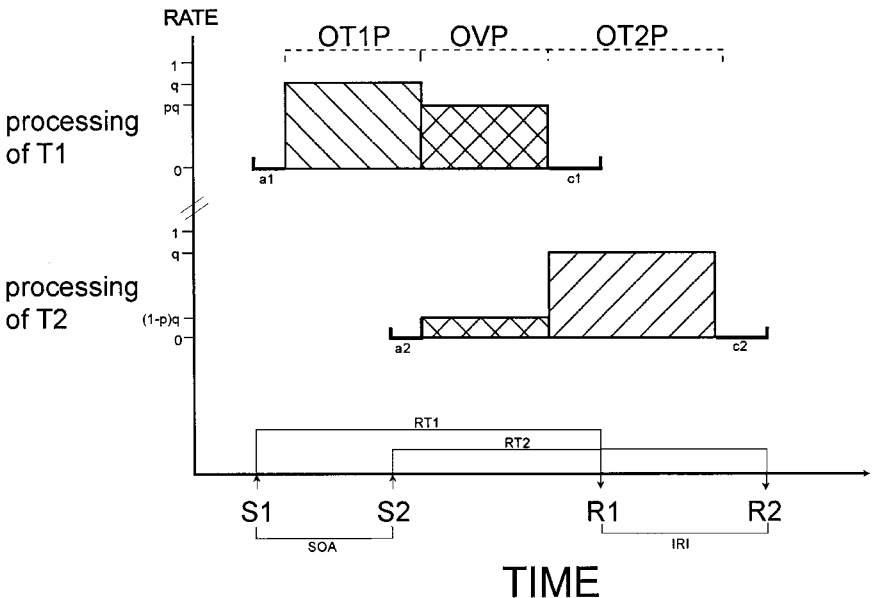 RATE
OT1P OVP OT2P
1
q
pq
0
processing
of T1
a1
c1
1
q
(1-p)q
0
processing
of T2
a2
c2
RT1
RT2
S1 S2 R1 R2
SOA
IRI
TIME